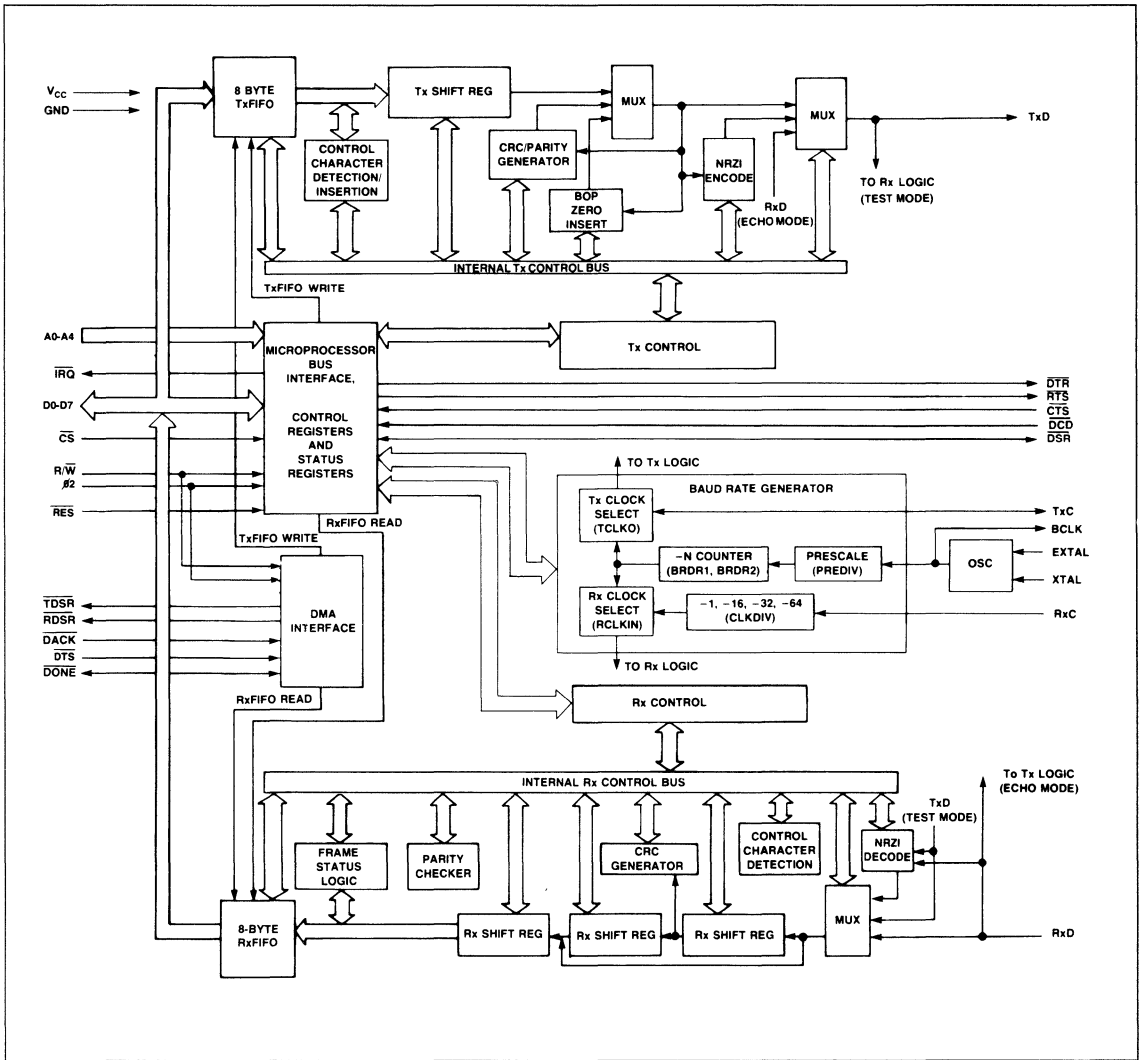 VCC
GND
8 BYTE
TxFIFO
Tx SHIFT REG
CONTROL
CHARACTER
DETECTION/
INSERTION
CRC/PARITY
GENERATOR
BOP
ZERO
INSERT
MUX
NRZI
ENCODE
RxD
(ECHO MODE)
MUX
TxD
TO Rx LOGIC
(TEST MODE)
INTERNAL Tx CONTROL BUS
TxFIFO WRITE
A0-A4
IRQ
D0-D7
CS
R/W
ø2
RES
MICROPROCESSOR
BUS
INTERFACE,
CONTROL
REGISTERS
AND
STATUS
REGISTERS
Tx CONTROL
DTR
RTS
CTS
DCD
DSR
TO Tx LOGIC
BAUD RATE GENERATOR
Tx CLOCK
SELECT
(TCLKO)
-N COUNTER
(BRDR1, BRDR2)
PRESCALE
(PREDIV)
OSC
TxC
BCLK
EXTAL
XTAL
RxC
Rx CLOCK
SELECT
(RCLKIN)
-1, -16, -32, -64
(CLKDIV)
TO Rx LOGIC
RxFIFO READ
TxFIFO WRITE
TDSR
RDSR
DACK
DTS
DONE
DMA
INTERFACE
RxFIFO READ
Rx CONTROL
INTERNAL Rx CONTROL BUS
To Tx LOGIC
(ECHO MODE)
TxD
(TEST MODE)
FRAME
STATUS
LOGIC
PARITY
CHECKER
CRC
GENERATOR
CONTROL
CHARACTER
DETECTION
NRZI
DECODE
8-BYTE
RxFIFO
Rx SHIFT REG
Rx SHIFT REG
Rx SHIFT REG
MUX
RxD